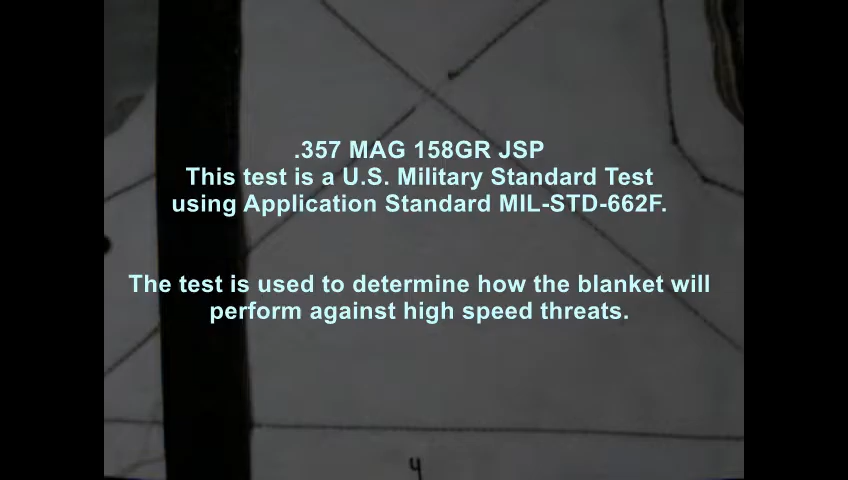 .357 MAG 158GR JSP
This test is a U.S. Military Standard Test
using Application Standard MIL-STD-662F.
The test is used to determine how the blanket will
perform against high speed threats.
4